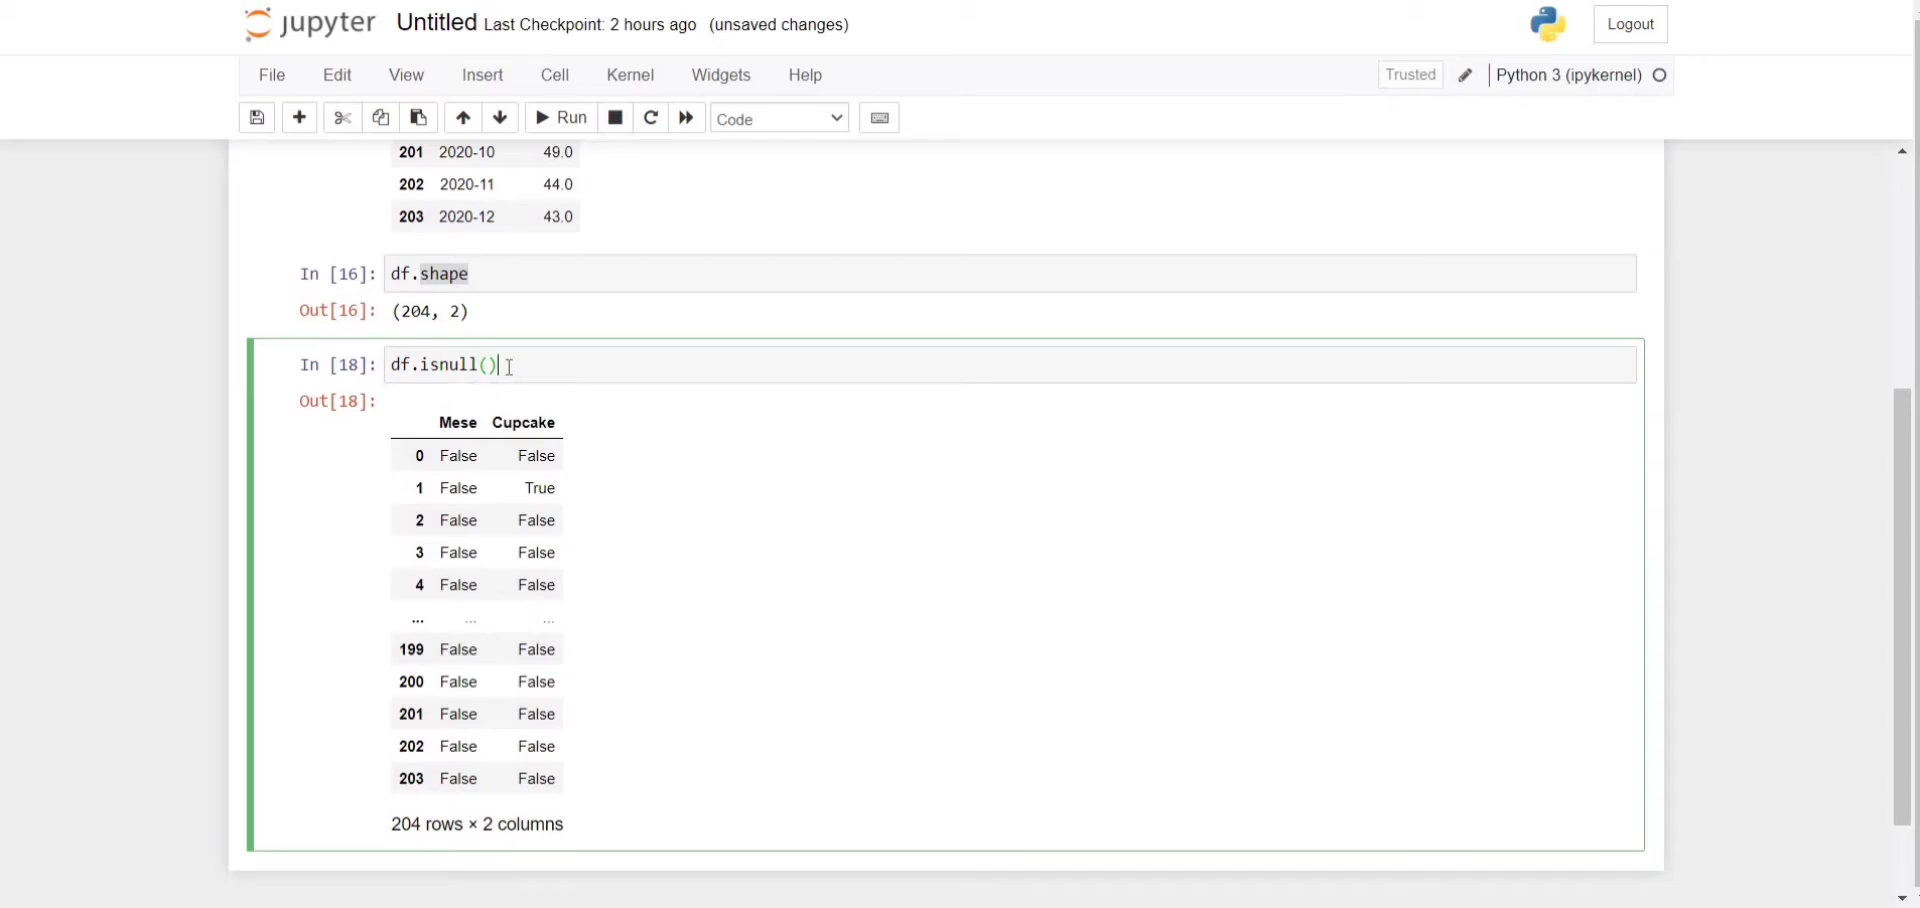 jupyter Untitled Last Checkpoint: 2 hours ago (unsaved changes) Logout
File Edit View Insert Cell Kernel Widgets Help Trusted Python 3 (ipykernel)
Run Code
201 2020-10 49.0
202 2020-11 44.0
203 2020-12 43.0
In [16]: df.shape
Out[16]: (204, 2)
In [18]: df.isnull()
Out[18]:
Mese Cupcake
0 False False
1 False True
2 False False
3 False False
4 False False
... ... ...
199 False False
200 False False
201 False False
202 False False
203 False False
204 rows × 2 columns